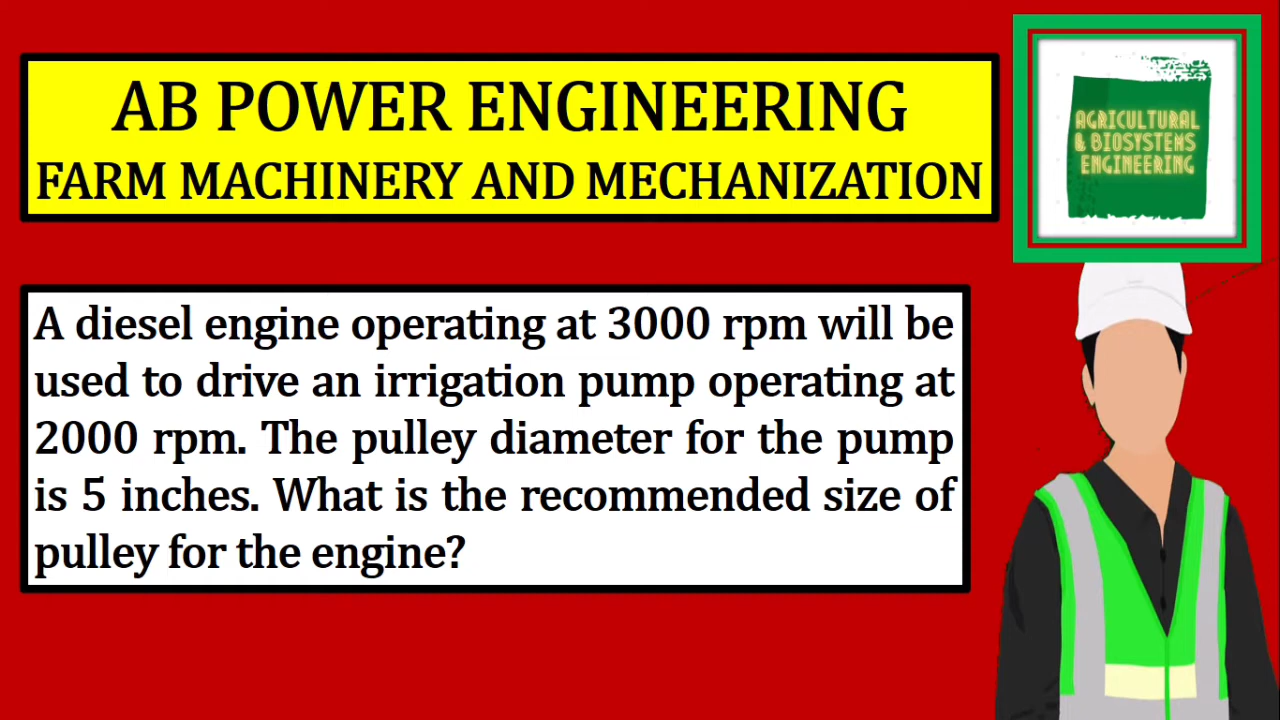 AB POWER ENGINEERING
FARM MACHINERY AND MECHANIZATION
AGRICULTURAL
& BIOSYSTEMS
ENGINEERING
A diesel engine operating at 3000 rpm will be
used to drive an irrigation pump operating at
2000 rpm. The pulley diameter for the pump
is 5 inches. What is the recommended size of
pulley for the engine?